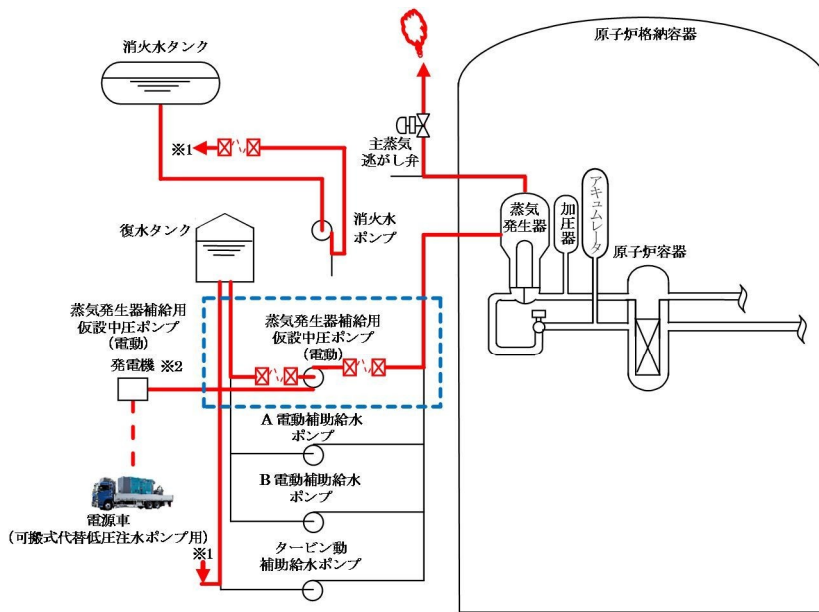 消火水タンク
原子炉格納容器
※1
主蒸気
逃がし弁
復水タンク
消火水
ポンプ
蒸気
発生器
加圧器
アキュムレータ
原子炉容器
蒸気発生器補給用
仮設中圧ポンプ
(電動)
発電機 ※2
蒸気発生器補給用
仮設中圧ポンプ
(電動)
A電動補助給水
ポンプ
B電動補助給水
ポンプ
電源車
(可搬式代替低圧注水ポンプ用)
※1
タービン動
補助給水ポンプ